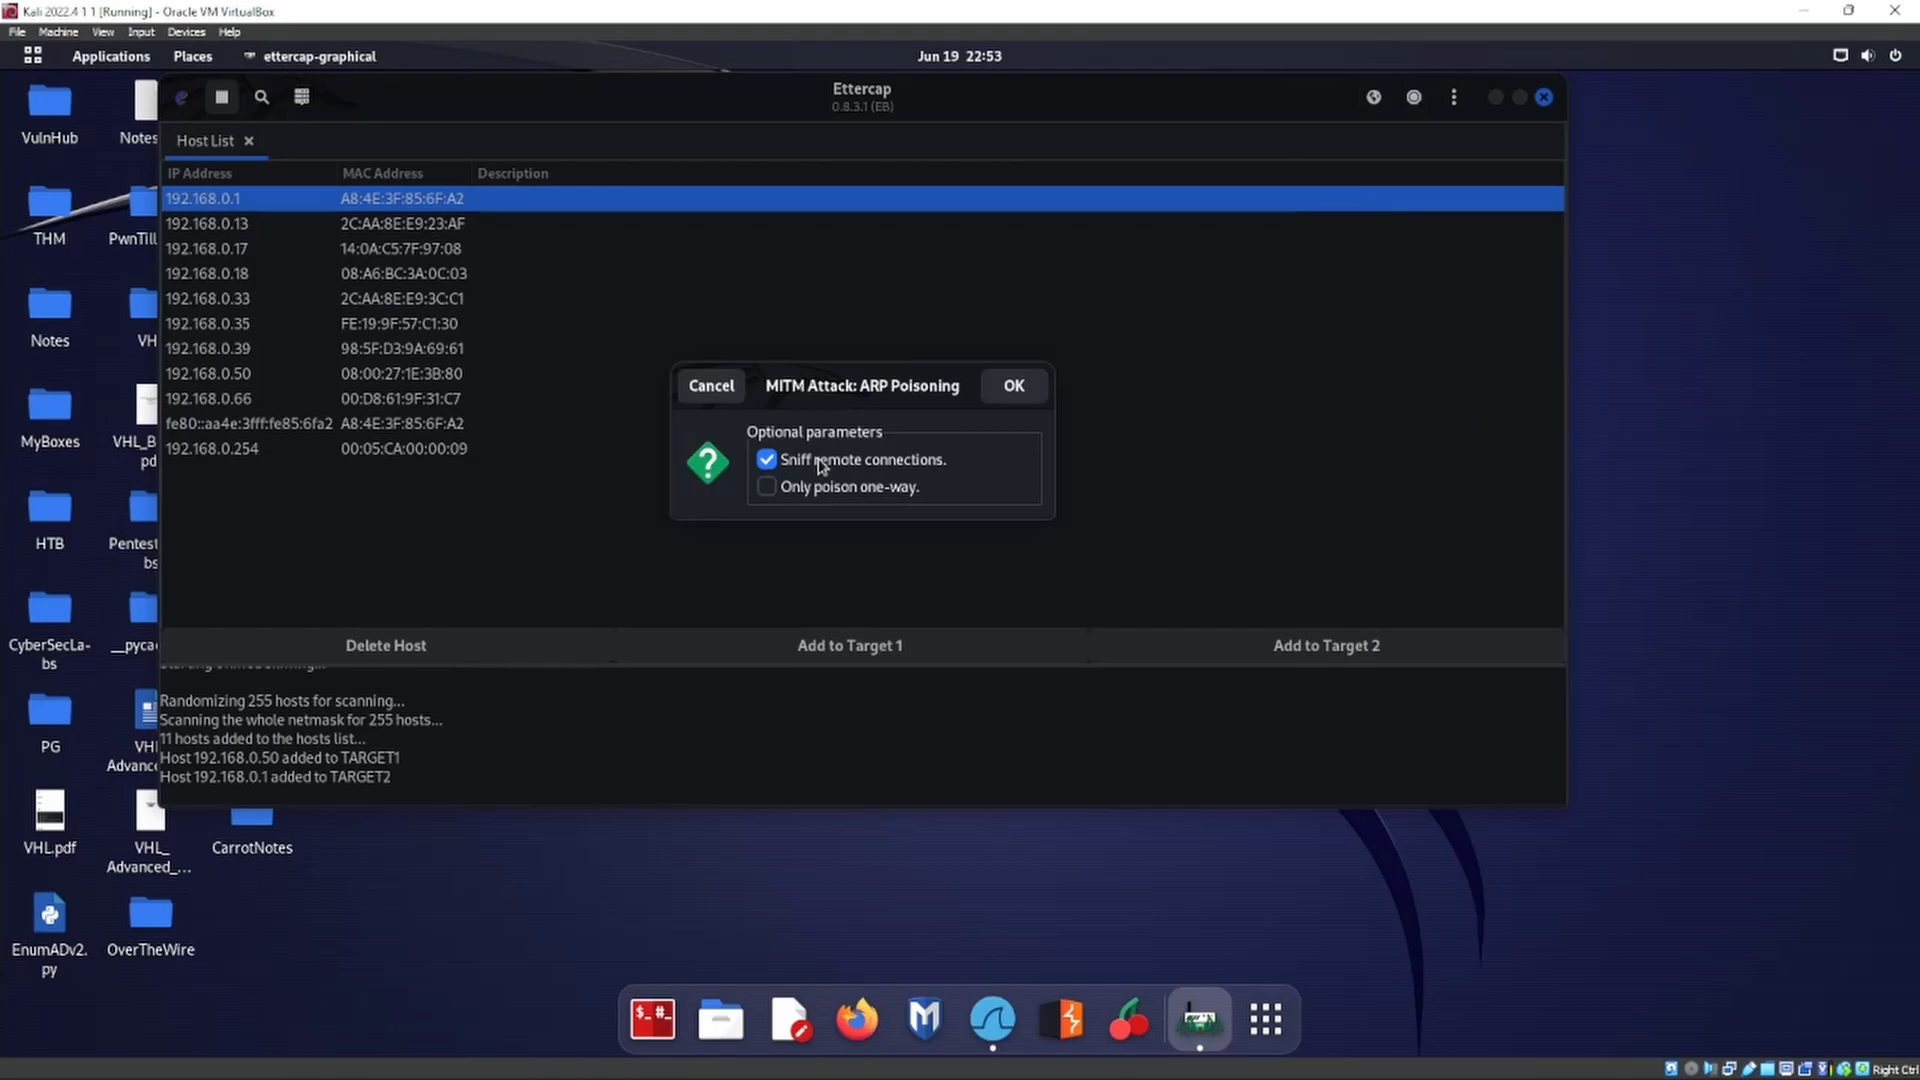 Kali 2022.4 1 1 [Running] - Oracle VM VirtualBox
File Machine View Input Devices Help
Applications Places ettercap-graphical Jun 19 22:53
Ettercap
0.8.3.1 (EB)
Host List
IP Address MAC Address Description
192.168.0.1 A8:4E:3F:85:6F:A2
192.168.0.13 2C:AA:8E:E9:23:AF
192.168.0.17 14:0A:C5:7F:97:08
192.168.0.18 08:A6:BC:3A:0C:03
192.168.0.33 2C:AA:8E:E9:3C:C1
192.168.0.35 FE:19:9F:57:C1:30
192.168.0.39 98:5F:D3:9A:69:61
192.168.0.50 08:00:27:1E:3B:80
192.168.0.66 00:D8:61:9F:31:C7
fe80::aa4e:3fff:fe85:6fa2 A8:4E:3F:85:6F:A2
192.168.0.254 00:05:CA:00:00:09
Cancel MITM Attack: ARP Poisoning OK
Optional parameters
Sniff remote connections.
Only poison one-way.
Delete Host Add to Target 1 Add to Target 2
Randomizing 255 hosts for scanning...
Scanning the whole netmask for 255 hosts...
11 hosts added to the hosts list...
Host 192.168.0.50 added to TARGET1
Host 192.168.0.1 added to TARGET2
VulnHub Notes
THM PwnTill
Notes VH
MyBoxes VHL_B
pd
HTB Pentest
bs
CyberSecLa-
bs
__pyca
PG VH
Advance
VHL.pdf VHL_
Advanced_... CarrotNotes
EnumADv2.
py
OverTheWire
$_ #_
Right Ctrl